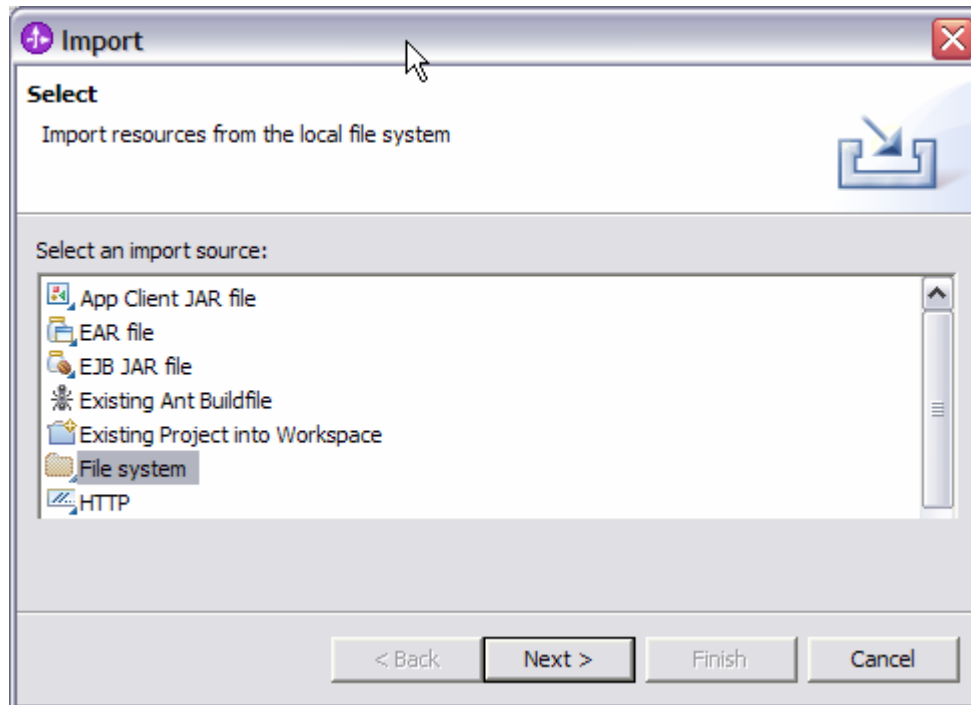 Import
Select
Import resources from the local file system
Select an import source:
App Client JAR file
EAR file
EJB JAR file
Existing Ant Buildfile
Existing Project into Workspace
File system
HTTP
< Back Next > Finish Cancel